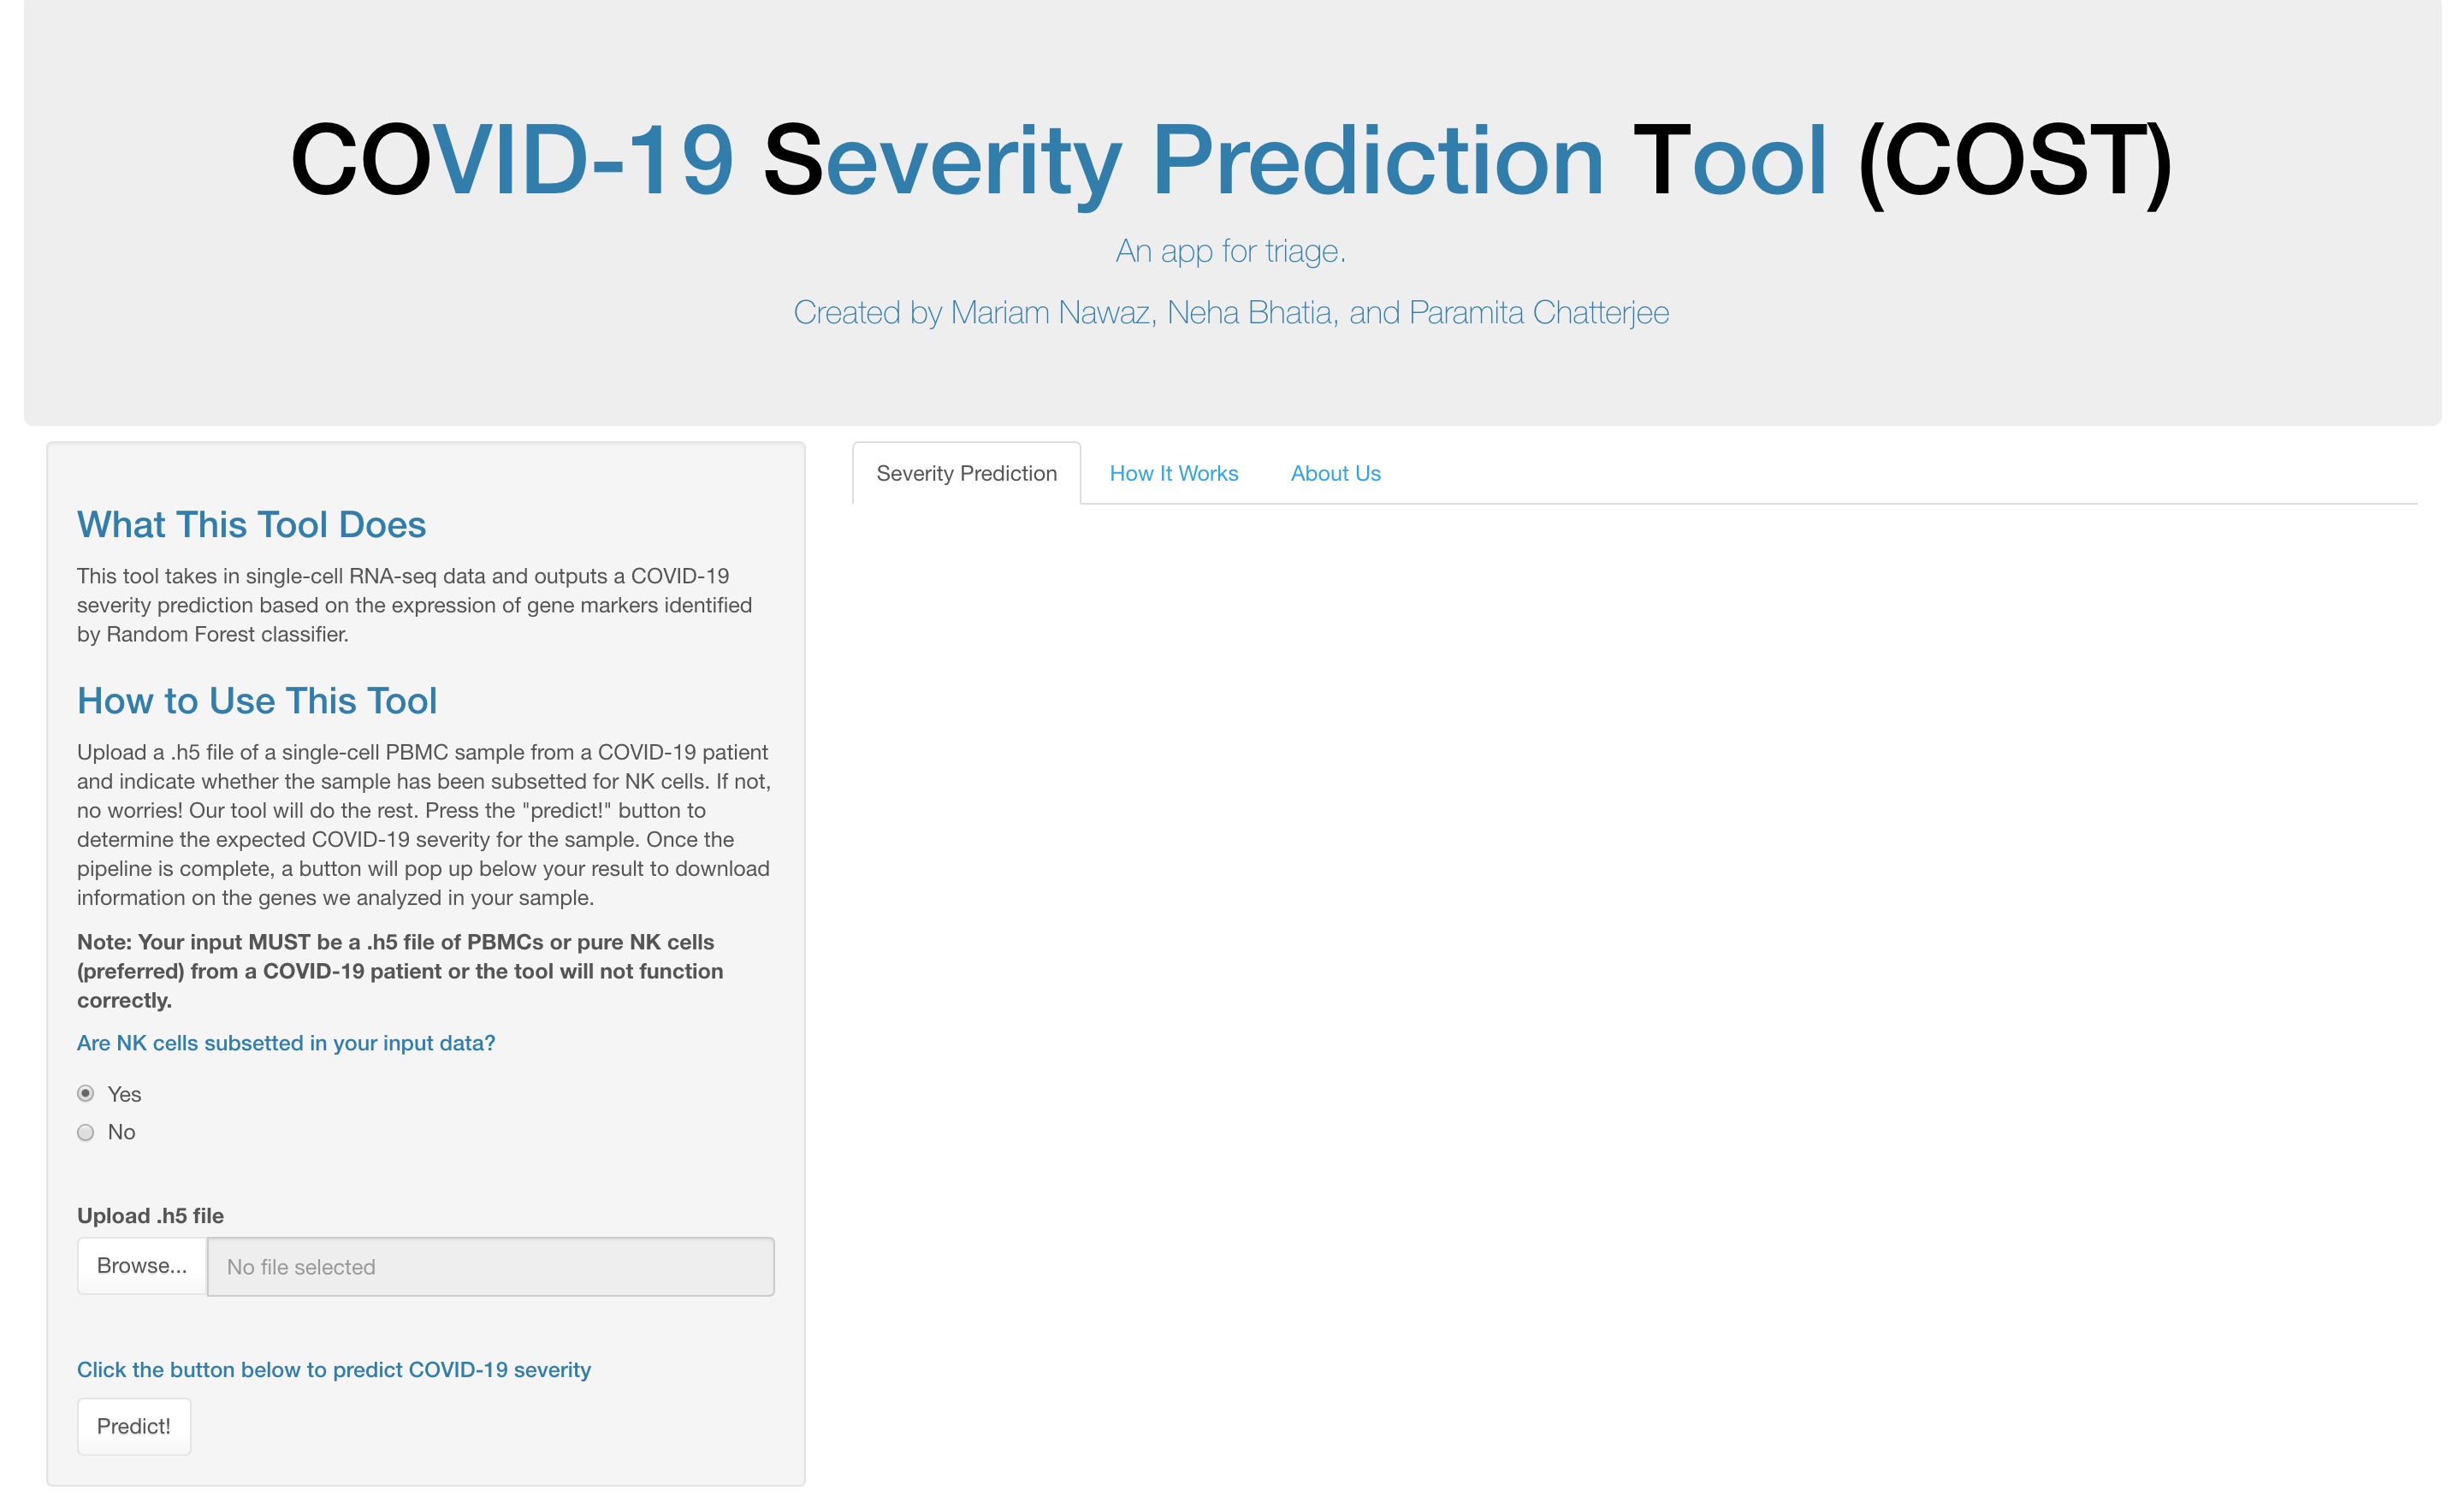 COVID-19 Severity Prediction Tool (COST)
An app for triage.
Created by Mariam Nawaz, Neha Bhatia, and Paramita Chatterjee
What This Tool Does
This tool takes in single-cell RNA-seq data and outputs a COVID-19
severity prediction based on the expression of gene markers identified
by Random Forest classifier.
How to Use This Tool
Upload a .h5 file of a single-cell PBMC sample from a COVID-19 patient
and indicate whether the sample has been subsetted for NK cells. If not,
no worries! Our tool will do the rest. Press the "predict!" button to
determine the expected COVID-19 severity for the sample. Once the
pipeline is complete, a button will pop up below your result to download
information on the genes we analyzed in your sample.
Note: Your input MUST be a .h5 file of PBMCs or pure NK cells
(preferred) from a COVID-19 patient or the tool will not function
correctly.
Are NK cells subsetted in your input data?
Yes
No
Upload .h5 file
Browse... No file selected
Click the button below to predict COVID-19 severity
Predict!
Severity Prediction How It Works About Us